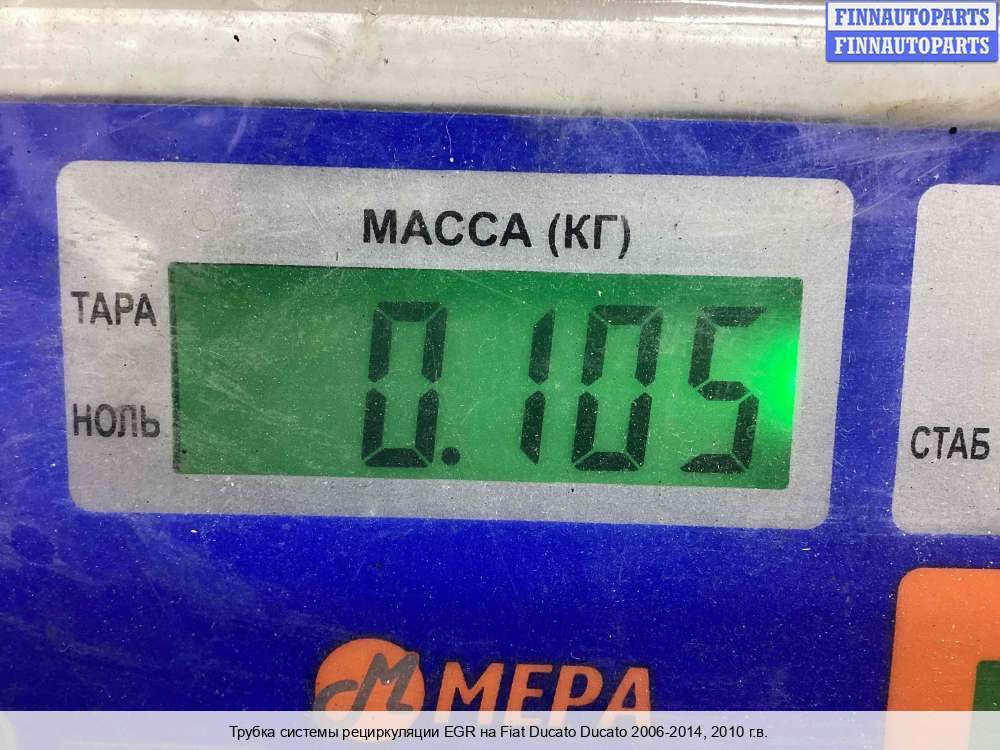 FINNAUTOPARTS
FINNAUTOPARTS
МАССА (КГ)
ТАРА
0.105
НОЛЬ
СТАБ
М МЕРА
Трубка системы рециркуляции EGR на Fiat Ducato Ducato 2006-2014, 2010 г.в.